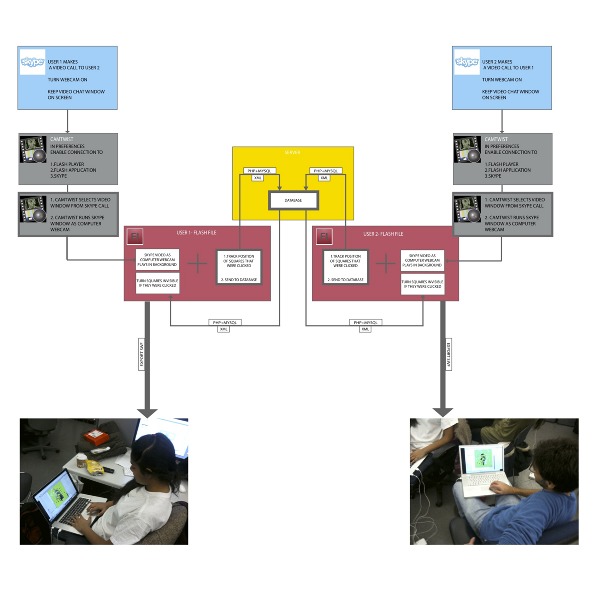 skype
USER 1 MAKES
A VIDEO CALL TO USER 2
TURN WEBCAM ON
KEEP VIDEO CHAT WINDOW
ON SCREEN
CAMTWIST
IN PREFERENCES
ENABLE CONNECTION TO
1.FLASH PLAYER
2.FLASH APPLICATION
3.SKYPE
1. CAMTWIST SELECTS VIDEO
WINDOW FROM SKYPE CALL
2. CAMTWIST RUNS SKYPE
WINDOW AS COMPUTER
WEBCAM
SERVER
PHP+MYSQL
XML
PHP+MYSQL
XML
DATABASE
skype
USER 2 MAKES
A VIDEO CALL TO USER 1
TURN WEBCAM ON
KEEP VIDEO CHAT WINDOW
ON SCREEN
CAMTWIST
IN PREFERENCES
ENABLE CONNECTION TO
1.FLASH PLAYER
2.FLASH APPLICATION
3.SKYPE
1. CAMTWIST SELECTS VIDEO
WINDOW FROM SKYPE CALL
2. CAMTWIST RUNS SKYPE
WINDOW AS COMPUTER
WEBCAM
USER 1- FLASH FILE
SKYPE VIDEO AS
COMPUTER WEBCAM
PLAYS IN BACKGROUND
TURN SQUARES INVISIBLE
IF THEY WERE CLICKED
1.TRACK POSITION
OF SQUARES THAT
WERE CLICKED
2. SEND TO DATABASE
USER 2- FLASH FILE
1.TRACK POSITION
OF SQUARES THAT
WERE CLICKED
2. SEND TO DATABASE
SKYPE VIDEO AS
COMPUTER WEBCAM
PLAYS IN BACKGROUND
TURN SQUARES INVISIBLE
IF THEY WERE CLICKED
PHP+MYSQL
XML
PHP+MYSQL
XML